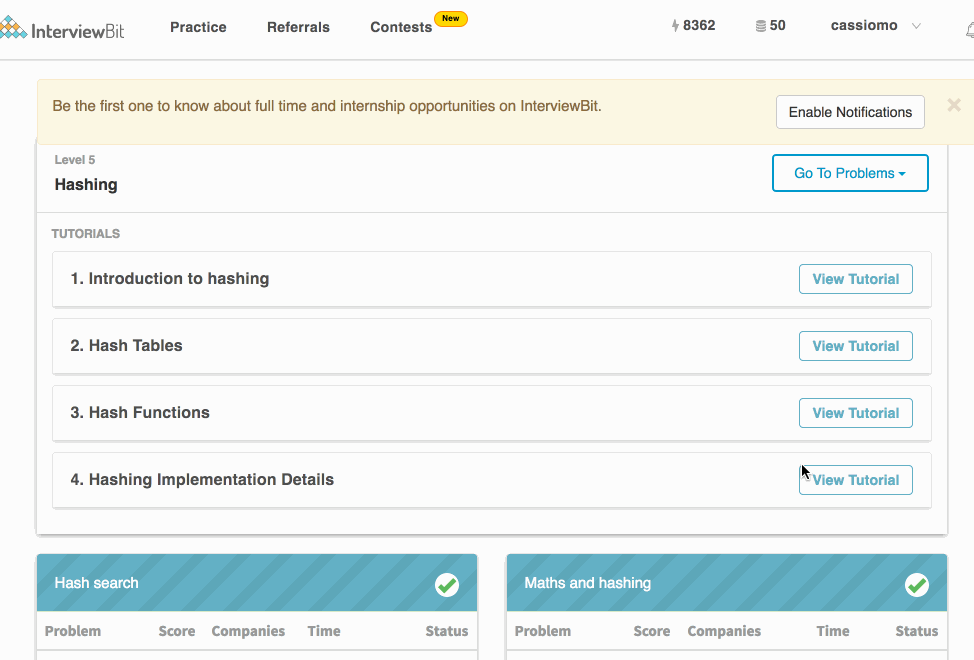 InterviewBit Practice Referrals Contests New 8362 50 cassiomo
Be the first one to know about full time and internship opportunities on InterviewBit. Enable Notifications ×
Level 5
Hashing Go To Problems
TUTORIALS
1. Introduction to hashing View Tutorial
2. Hash Tables View Tutorial
3. Hash Functions View Tutorial
4. Hashing Implementation Details View Tutorial
Hash search Maths and hashing
Problem Score Companies Time Status Problem Score Companies Time Status